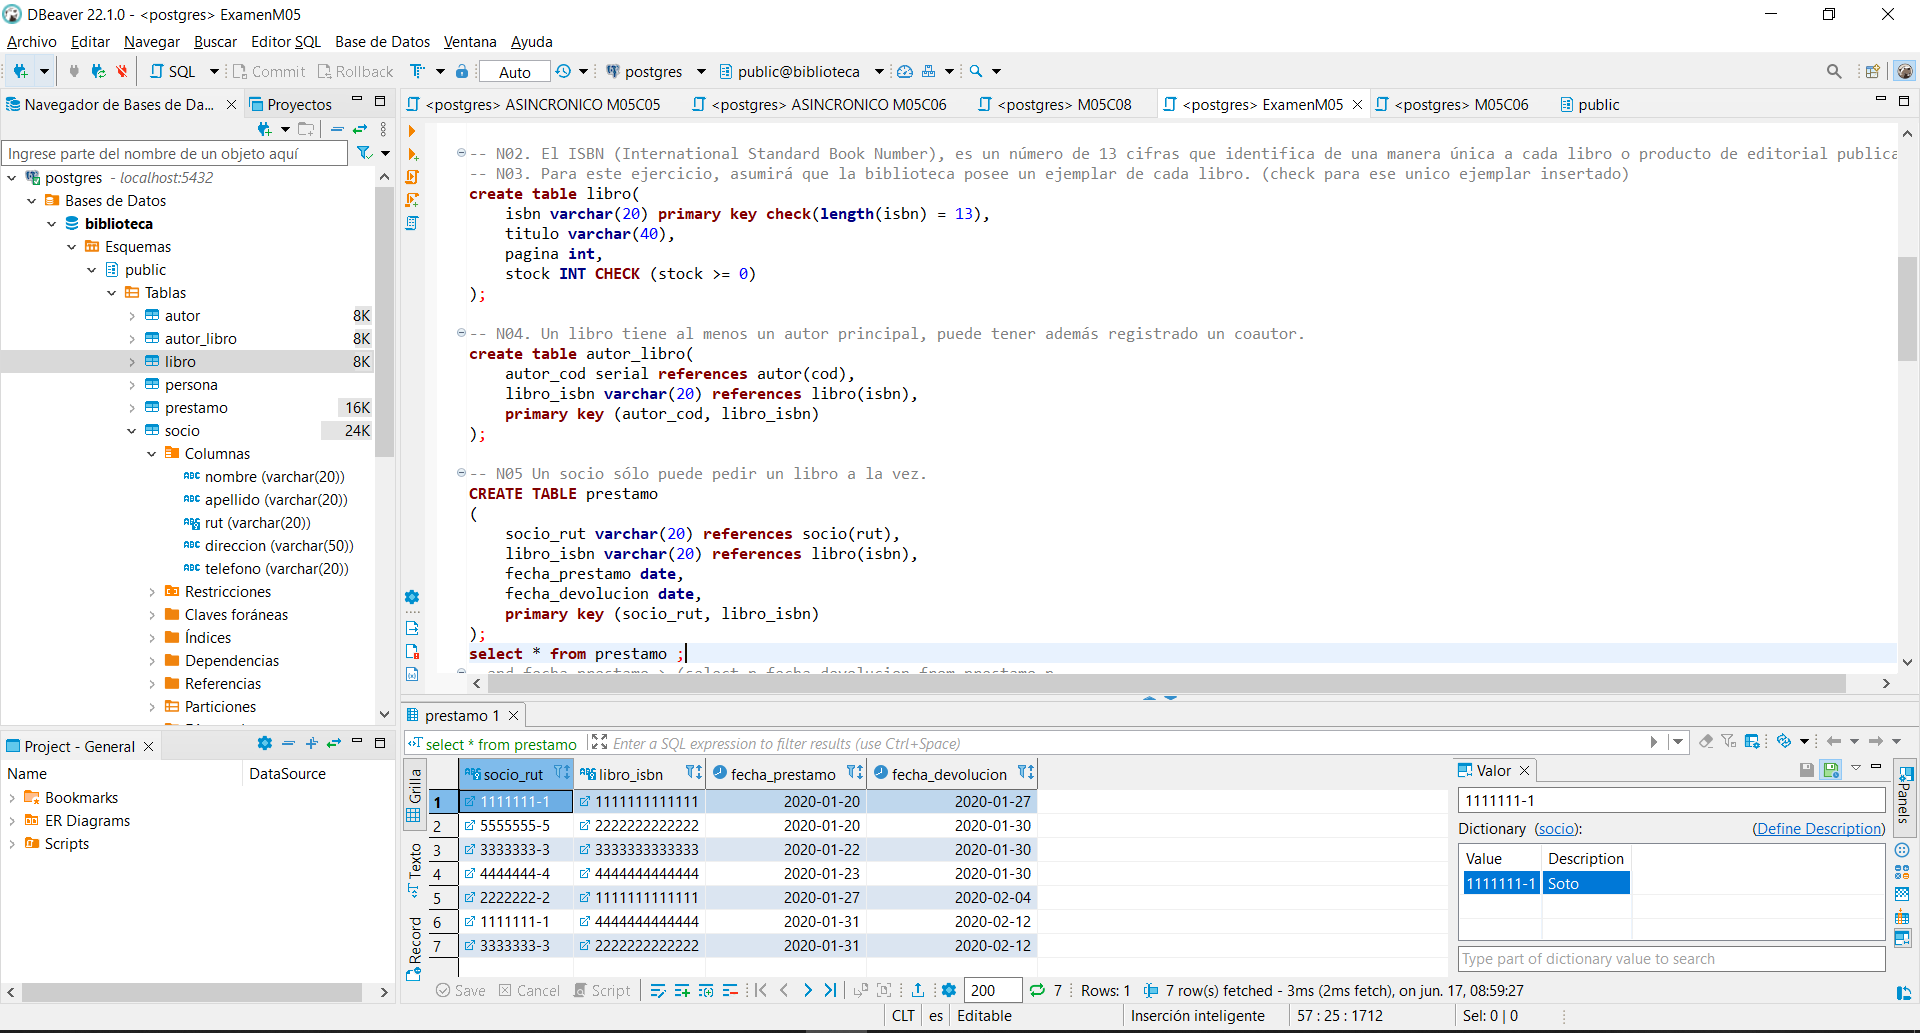 DBeaver 22.1.0 - <postgres> ExamenM05
Archivo Editar Navegar Buscar Editor SQL Base de Datos Ventana Ayuda
SQL Commit Rollback Auto postgres public@biblioteca
Navegador de Bases de Da... Proyectos
<postgres> ASINCRONICO M05C05 <postgres> ASINCRONICO M05C06 <postgres> M05C08 <postgres> ExamenM05 <postgres> M05C06 public
Ingrese parte del nombre de un objeto aquí
postgres - localhost:5432
Bases de Datos
biblioteca
Esquemas
public
Tablas
autor 8K
autor_libro 8K
libro 8K
persona
prestamo 16K
socio 24K
Columnas
ABC nombre (varchar(20))
ABC apellido (varchar(20))
rut (varchar(20))
ABC direccion (varchar(50))
ABC telefono (varchar(20))
Restricciones
Claves foráneas
Índices
Dependencias
Referencias
Particiones
-- N02. El ISBN (International Standard Book Number), es un número de 13 cifras que identifica de una manera única a cada libro o producto de editorial publica
-- N03. Para este ejercicio, asumirá que la biblioteca posee un ejemplar de cada libro. (check para ese unico ejemplar insertado)
create table libro(
isbn varchar(20) primary key check(length(isbn) = 13),
titulo varchar(40),
pagina int,
stock INT CHECK (stock >= 0)
);
-- N04. Un libro tiene al menos un autor principal, puede tener además registrado un coautor.
create table autor_libro(
autor_cod serial references autor(cod),
libro_isbn varchar(20) references libro(isbn),
primary key (autor_cod, libro_isbn)
);
-- N05 Un socio sólo puede pedir un libro a la vez.
CREATE TABLE prestamo
(
socio_rut varchar(20) references socio(rut),
libro_isbn varchar(20) references libro(isbn),
fecha_prestamo date,
fecha_devolucion date,
primary key (socio_rut, libro_isbn)
);
select * from prestamo ;
Project - General
Name DataSource
Bookmarks
ER Diagrams
Scripts
prestamo 1
select * from prestamo Enter a SQL expression to filter results (use Ctrl+Space)
Grilla
Texto
Record
socio_rut libro_isbn fecha_prestamo fecha_devolucion
1 1111111-1 1111111111111 2020-01-20 2020-01-27
2 5555555-5 2222222222222 2020-01-20 2020-01-30
3 3333333-3 3333333333333 2020-01-22 2020-01-30
4 4444444-4 4444444444444 2020-01-23 2020-01-30
5 2222222-2 1111111111111 2020-01-27 2020-02-04
6 1111111-1 4444444444444 2020-01-31 2020-02-12
7 3333333-3 2222222222222 2020-01-31 2020-02-12
Valor
1111111-1
Dictionary (socio): (Define Description)
Value Description
1111111-1 Soto
Type part of dictionary value to search
Panels
Save Cancel Script 200 7 Rows: 1 7 row(s) fetched - 3ms (2ms fetch), on jun. 17, 08:59:27
CLT es Editable Inserción inteligente 57 : 25 : 1712 Sel: 0 | 0